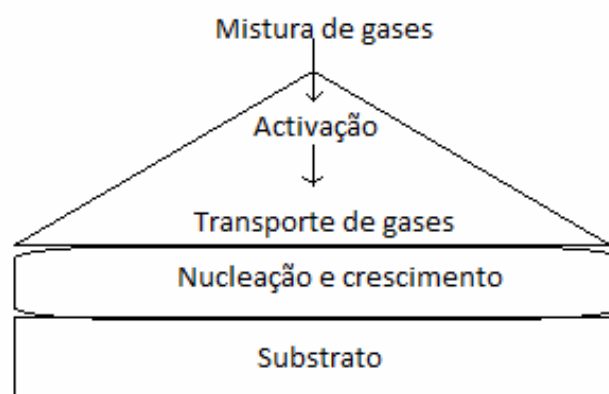 Mistura de gases
Activação
Transporte de gases
Nucleação e crescimento
Substrato